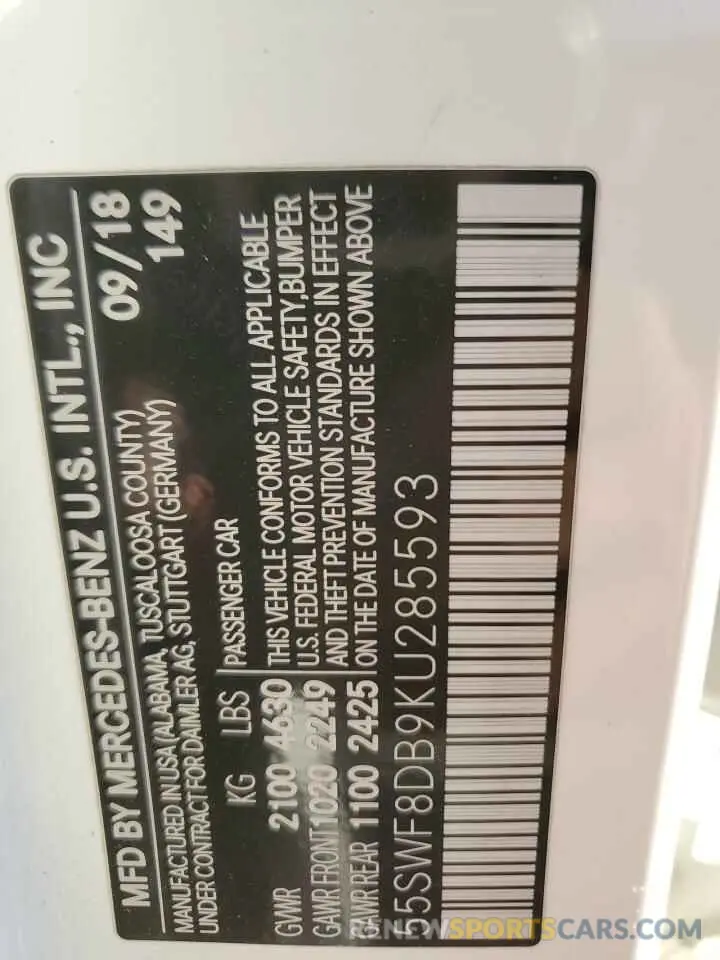 MFD BY MERCEDES-BENZ U.S. INTL., INC
MANUFACTURED IN USA (ALABAMA, TUSCALOOSA COUNTY)
UNDER CONTRACT FOR DAIMLER AG, STUTTGART (GERMANY)
09/18
149
KG LBS
GVWR 2100 4630
GAWR FRONT 1020 2249
GAWR REAR 1100 2425
PASSENGER CAR
THIS VEHICLE CONFORMS TO ALL APPLICABLE
U.S. FEDERAL MOTOR VEHICLE SAFETY,BUMPER
AND THEFT PREVENTION STANDARDS IN EFFECT
ON THE DATE OF MANUFACTURE SHOWN ABOVE
55SWF8DB9KU285593
RENEWSPORTSCARS.COM